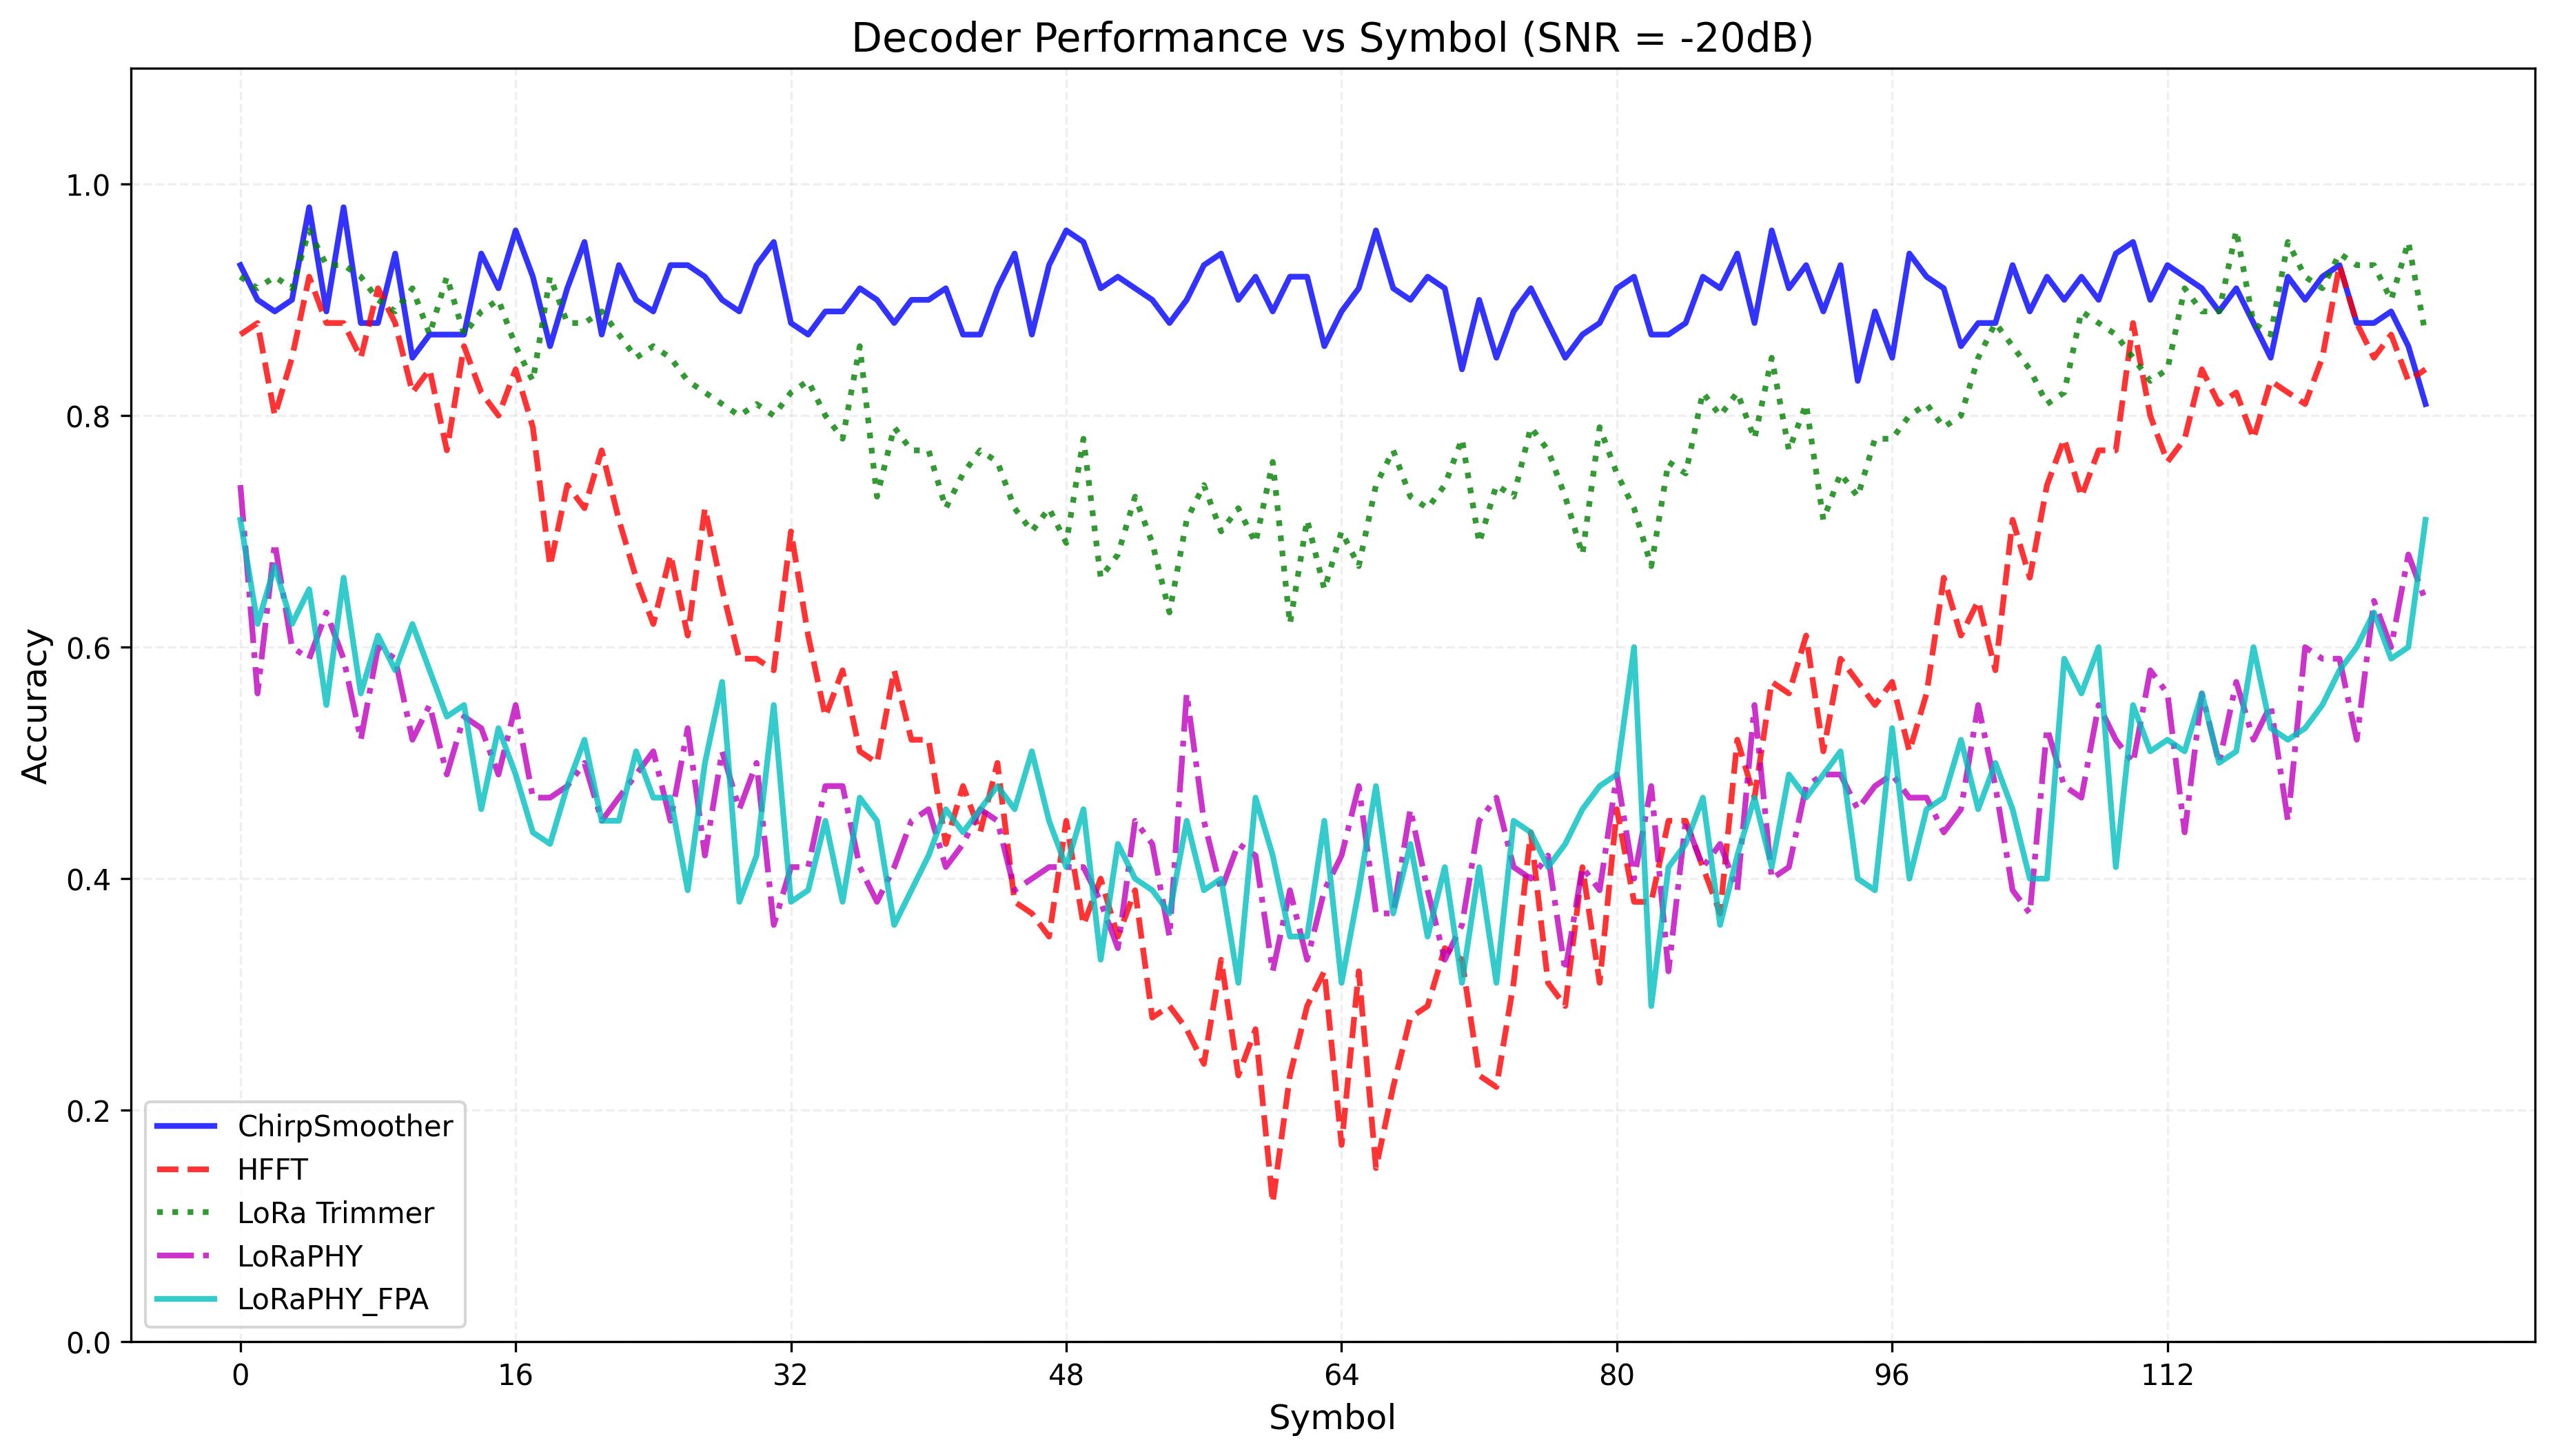 Decoder Performance vs Symbol (SNR = -20dB)
Accuracy
1.0
0.8
0.6
0.4
0.2
0.0
ChirpSmoother
HFFT
LoRa Trimmer
LoRaPHY
LoRaPHY_FPA
0 16 32 48 64 80 96 112
Symbol